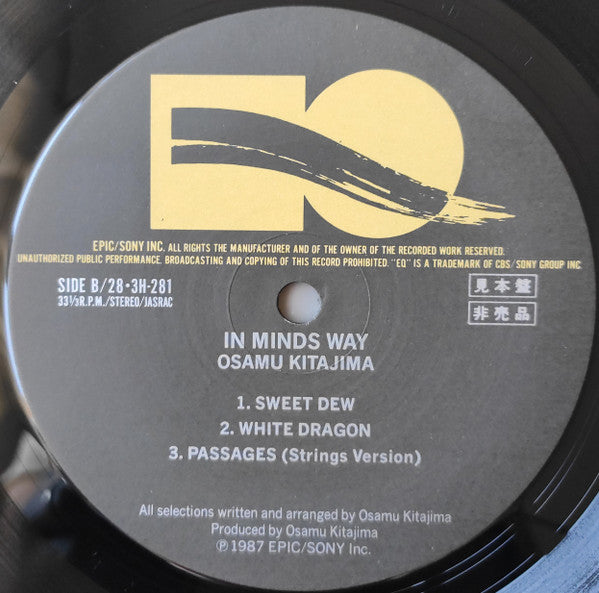 EQ
EPIC/SONY INC. ALL RIGHTS THE MANUFACTURER AND OF THE OWNER OF THE RECORDED WORK RESERVED.
UNAUTHORIZED PUBLIC PERFORMANCE. BROADCASTING AND COPYING OF THIS RECORD PROHIBITED. "EQ" IS A TRADEMARK OF CBS/SONY GROUP INC.
SIDE B/28・3H-281
33⅓R.P.M./STEREO/JASRAC
見本盤
非売品
IN MINDS WAY
OSAMU KITAJIMA
1. SWEET DEW
2. WHITE DRAGON
3. PASSAGES (Strings Version)
All selections written and arranged by Osamu Kitajima
Produced by Osamu Kitajima
Ⓟ1987 EPIC/SONY Inc.